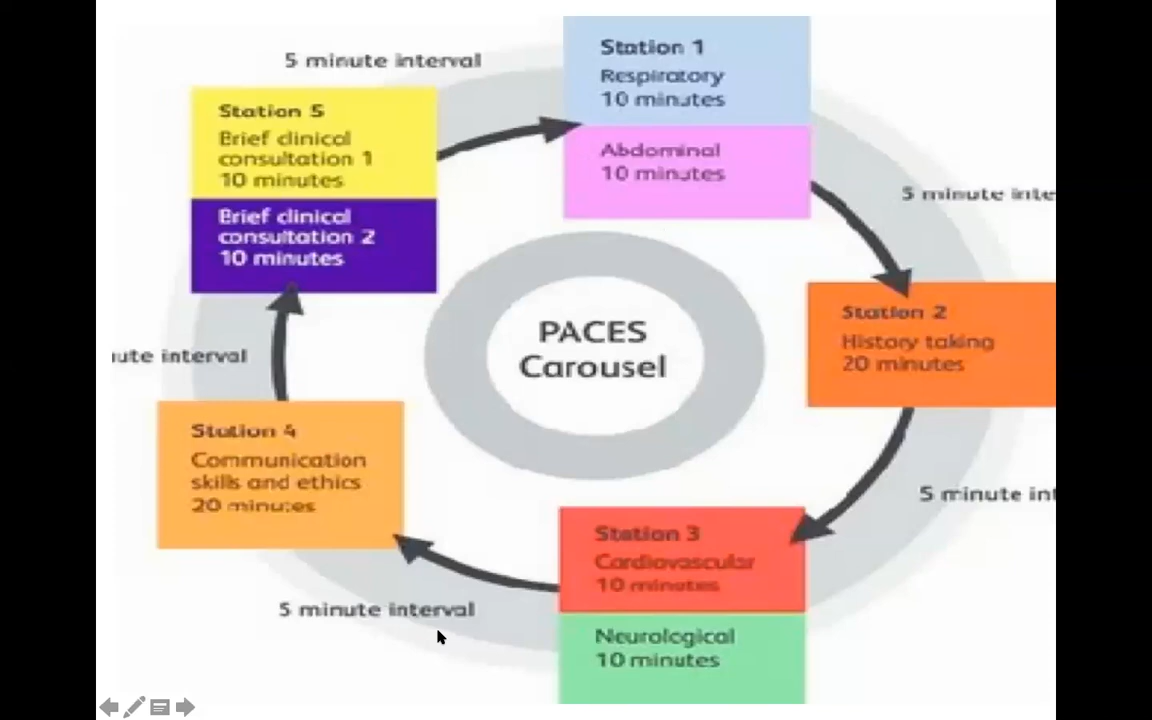 5 minute interval
Station 1
Respiratory
10 minutes
Abdominal
10 minutes
5 minute
Station 2
History taking
20 minutes
5 minute
Station 3
Cardiovascular
10 minutes
Neurological
10 minutes
5 minute interval
Station 4
Communication
skills and ethics
20 minutes
interval
Station 5
Brief clinical
consultation 1
10 minutes
Brief clinical
consultation 2
10 minutes
PACES
Carousel